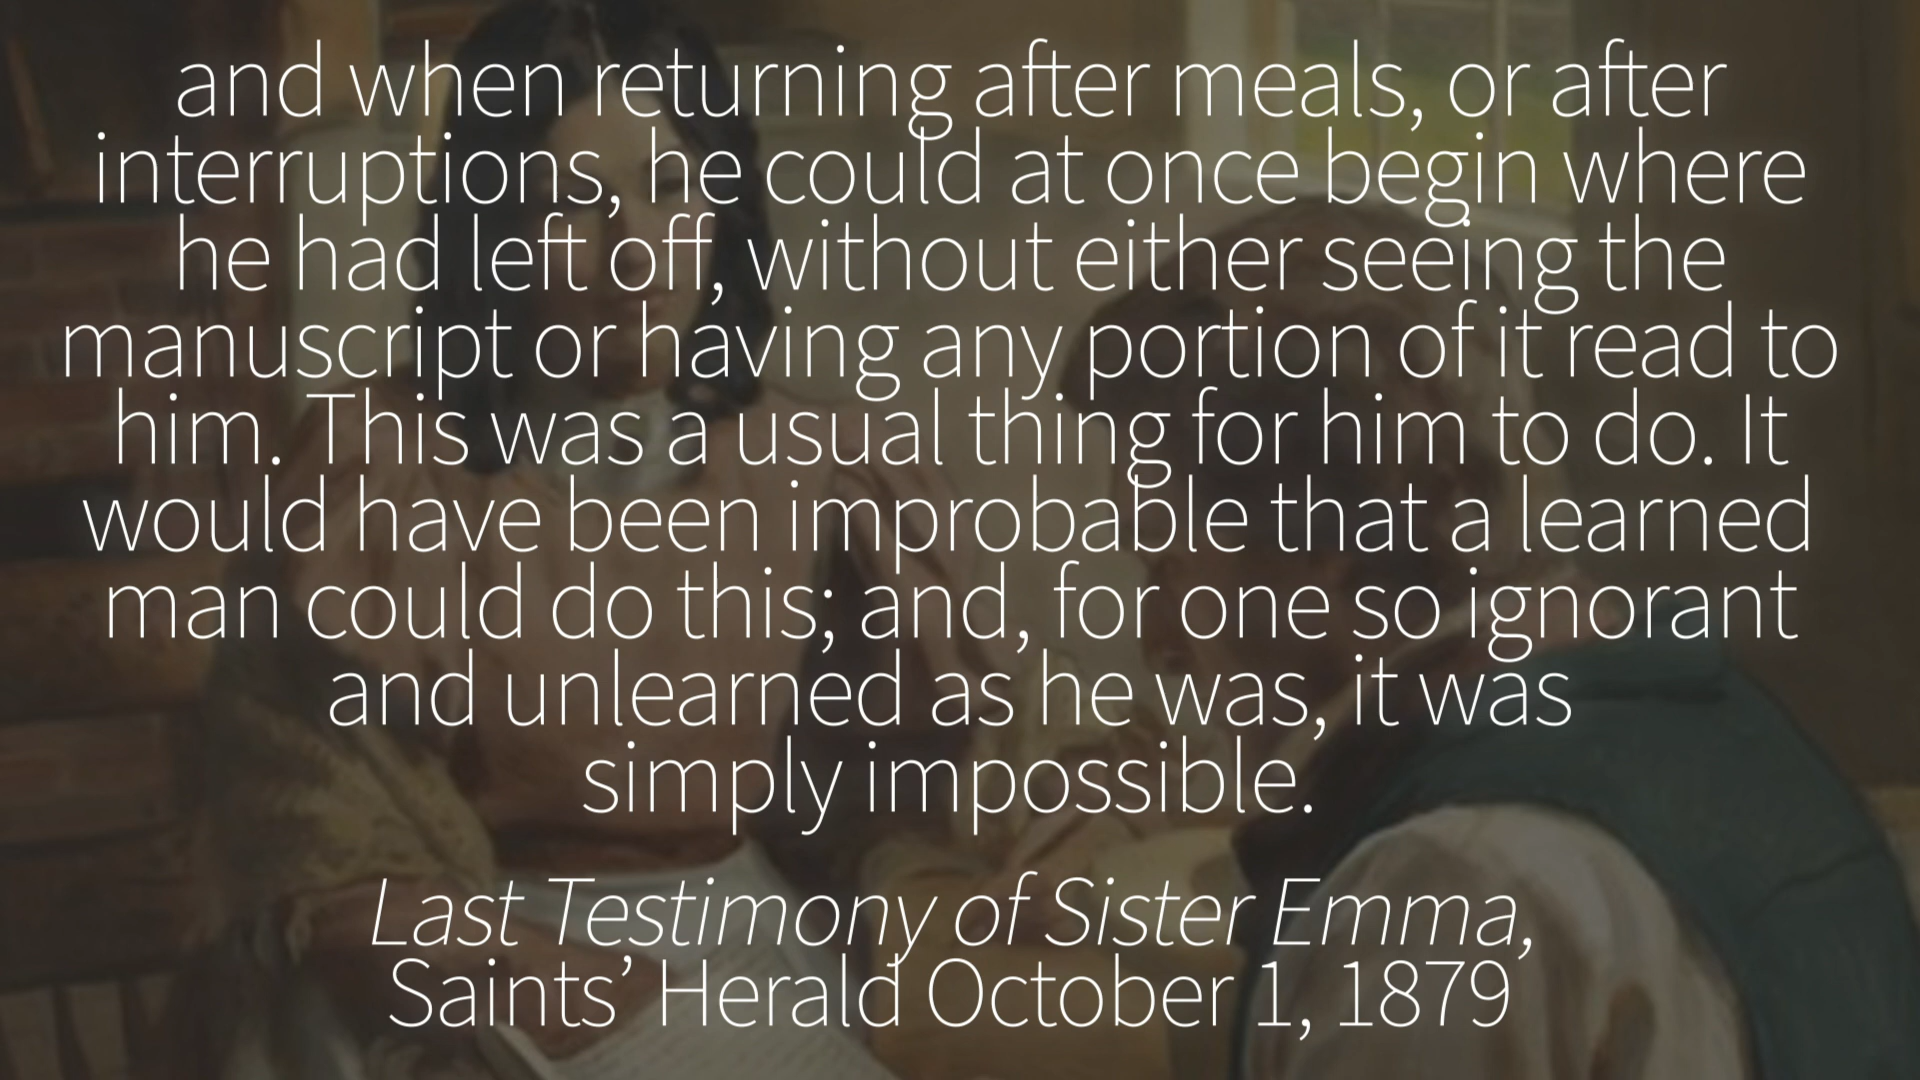 and when returning after meals, or after
interruptions, he could at once begin where
he had left off, without either seeing the
manuscript or having any portion of it read to
him. This was a usual thing for him to do. It
would have been improbable that a learned
man could do this; and, for one so ignorant
and unlearned as he was, it was
simply impossible.
Last Testimony of Sister Emma,
Saints’ Herald October 1, 1879